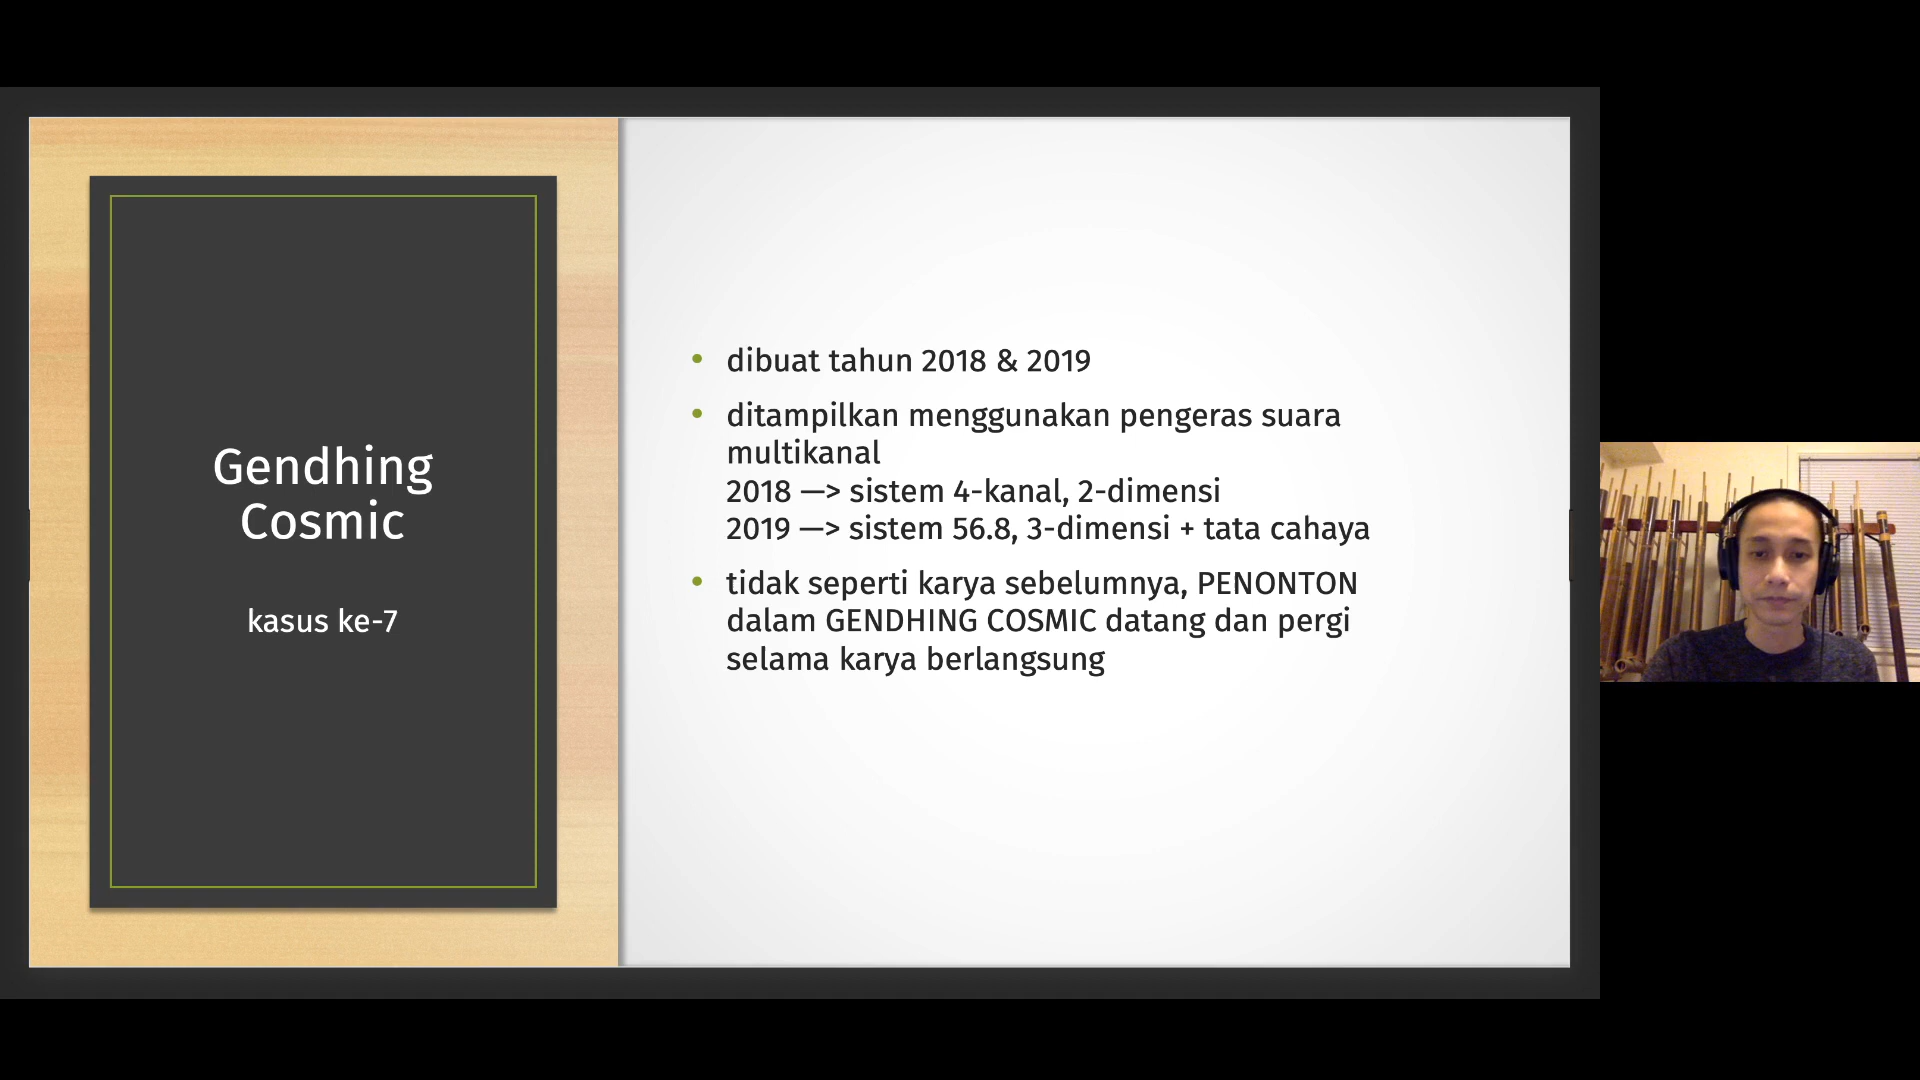 Gendhing
Cosmic
kasus ke-7
• dibuat tahun 2018 & 2019
• ditampilkan menggunakan pengeras suara
multikanal
2018 —> sistem 4-kanal, 2-dimensi
2019 —> sistem 56.8, 3-dimensi + tata cahaya
• tidak seperti karya sebelumnya, PENONTON
dalam GENDHING COSMIC datang dan pergi
selama karya berlangsung